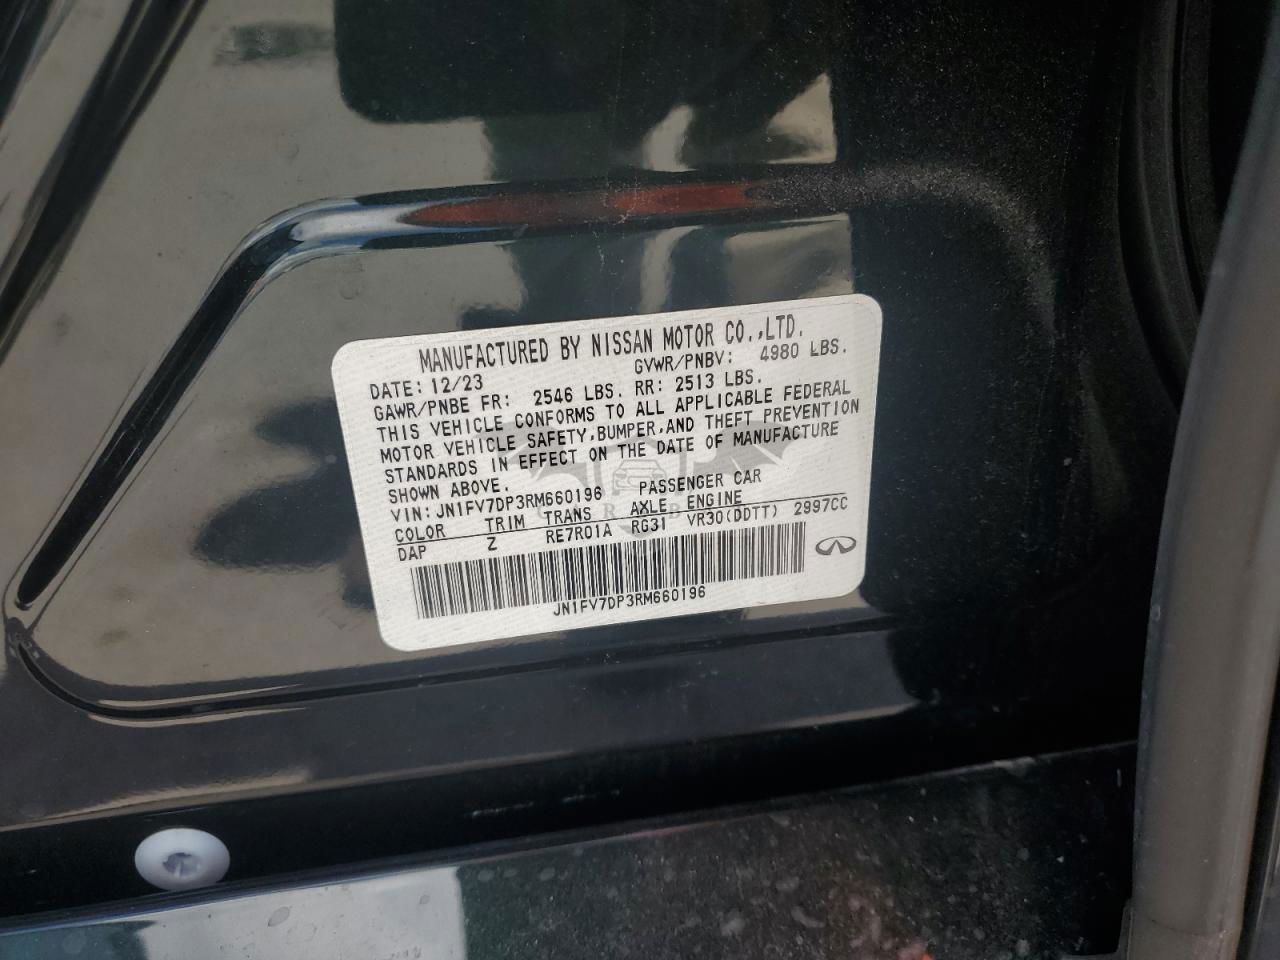 MANUFACTURED BY NISSAN MOTOR CO.,LTD.
DATE: 12/23 GVWR/PNBV: 4980 LBS.
GAWR/PNBE FR: 2546 LBS. RR: 2513 LBS.
THIS VEHICLE CONFORMS TO ALL APPLICABLE FEDERAL
MOTOR VEHICLE SAFETY,BUMPER,AND THEFT PREVENTION
STANDARDS IN EFFECT ON THE DATE OF MANUFACTURE
SHOWN ABOVE.
VIN: JN1FV7DP3RM660196 PASSENGER CAR
COLOR TRIM TRANS AXLE ENGINE
DAP Z RE7R01A RG31 VR30(DDTT) 2997CC
JN1FV7DP3RM660196